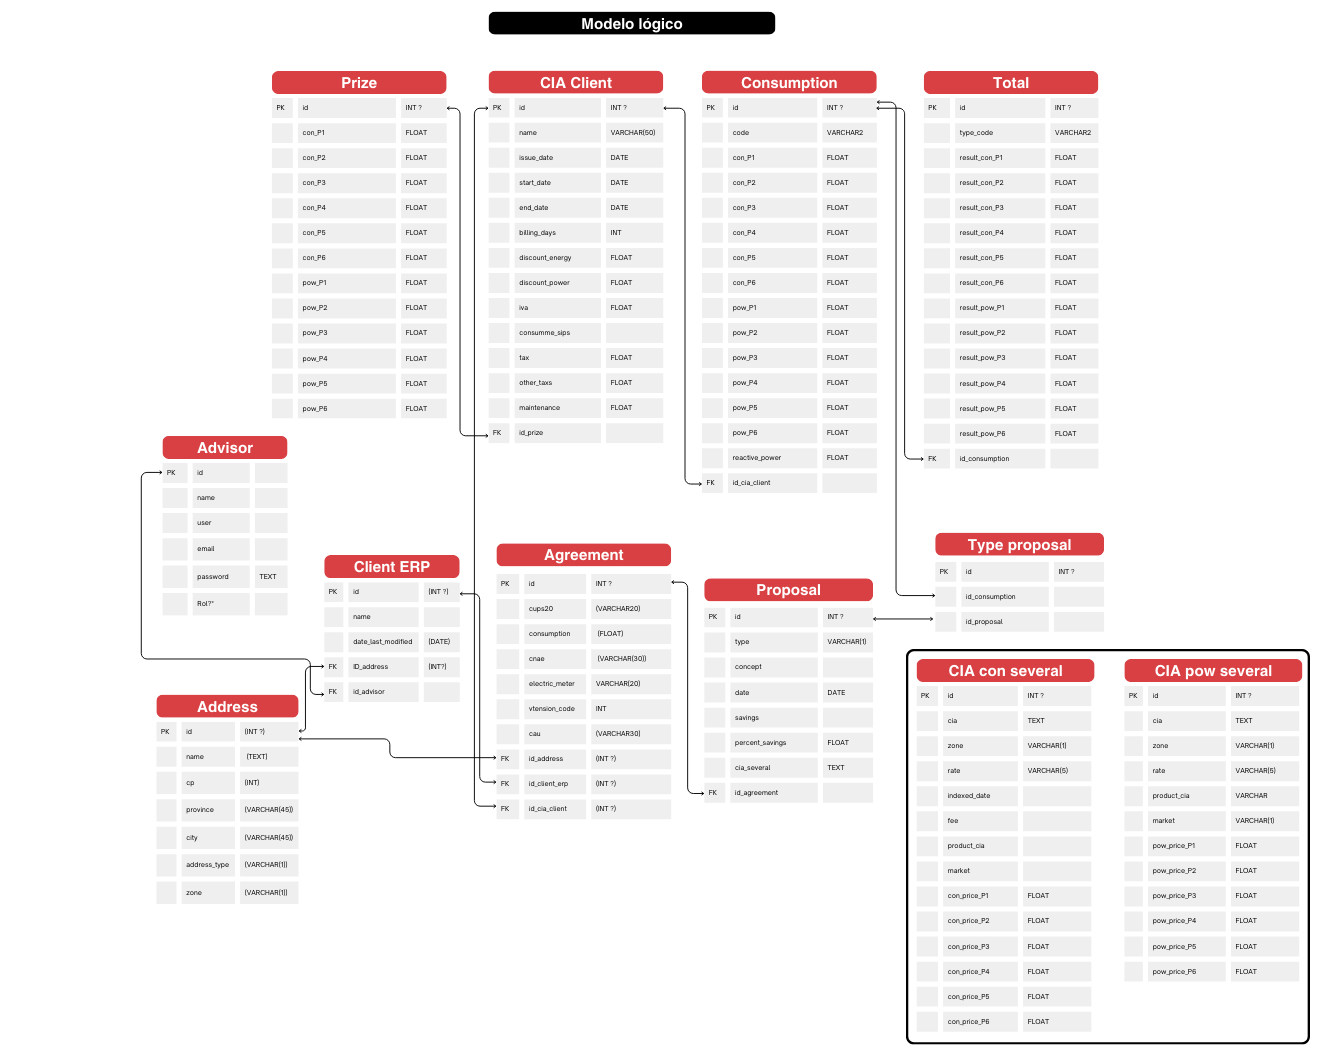 Modelo lógico
Prize
PK id INT ?
con_P1 FLOAT
con_P2 FLOAT
con_P3 FLOAT
con_P4 FLOAT
con_P5 FLOAT
con_P6 FLOAT
pow_P1 FLOAT
pow_P2 FLOAT
pow_P3 FLOAT
pow_P4 FLOAT
pow_P5 FLOAT
pow_P6 FLOAT
CIA Client
PK id INT ?
name VARCHAR(50)
issue_date DATE
start_date DATE
end_date DATE
billing_days INT
discount_energy FLOAT
discount_power FLOAT
iva FLOAT
consumme_sips
tax FLOAT
other_taxs FLOAT
maintenance FLOAT
FK id_prize
Consumption
PK id INT ?
code VARCHAR2
con_P1 FLOAT
con_P2 FLOAT
con_P3 FLOAT
con_P4 FLOAT
con_P5 FLOAT
con_P6 FLOAT
pow_P1 FLOAT
pow_P2 FLOAT
pow_P3 FLOAT
pow_P4 FLOAT
pow_P5 FLOAT
pow_P6 FLOAT
reactive_power FLOAT
FK id_cia_client
Total
PK id INT ?
type_code VARCHAR2
result_con_P1 FLOAT
result_con_P2 FLOAT
result_con_P3 FLOAT
result_con_P4 FLOAT
result_con_P5 FLOAT
result_con_P6 FLOAT
result_pow_P1 FLOAT
result_pow_P2 FLOAT
result_pow_P3 FLOAT
result_pow_P4 FLOAT
result_pow_P5 FLOAT
result_pow_P6 FLOAT
FK id_consumption
Advisor
PK id
name
user
email
password TEXT
Rol?*
Client ERP
PK id (INT ?)
name
date_last_modified (DATE)
FK ID_address (INT?)
FK id_advisor
Agreement
PK id INT ?
cups20 (VARCHAR20)
consumption (FLOAT)
cnae (VARCHAR(30))
electric_meter VARCHAR(20)
vtension_code INT
cau (VARCHAR30)
FK id_address (INT ?)
FK id_client_erp (INT ?)
FK id_cia_client (INT ?)
Proposal
PK id INT ?
type VARCHAR(1)
concept
date DATE
savings
percent_savings FLOAT
cia_several TEXT
FK id_agreement
Type proposal
PK id INT ?
id_consumption
id_proposal
Address
PK id (INT ?)
name (TEXT)
cp (INT)
province (VARCHAR(45))
city (VARCHAR(45))
address_type (VARCHAR(1))
zone (VARCHAR(1))
CIA con several
PK id INT ?
cia TEXT
zone VARCHAR(1)
rate VARCHAR(5)
indexed_date
fee
product_cia
market
con_price_P1 FLOAT
con_price_P2 FLOAT
con_price_P3 FLOAT
con_price_P4 FLOAT
con_price_P5 FLOAT
con_price_P6 FLOAT
CIA pow several
PK id INT ?
cia TEXT
zone VARCHAR(1)
rate VARCHAR(5)
product_cia VARCHAR
market VARCHAR(1)
pow_price_P1 FLOAT
pow_price_P2 FLOAT
pow_price_P3 FLOAT
pow_price_P4 FLOAT
pow_price_P5 FLOAT
pow_price_P6 FLOAT